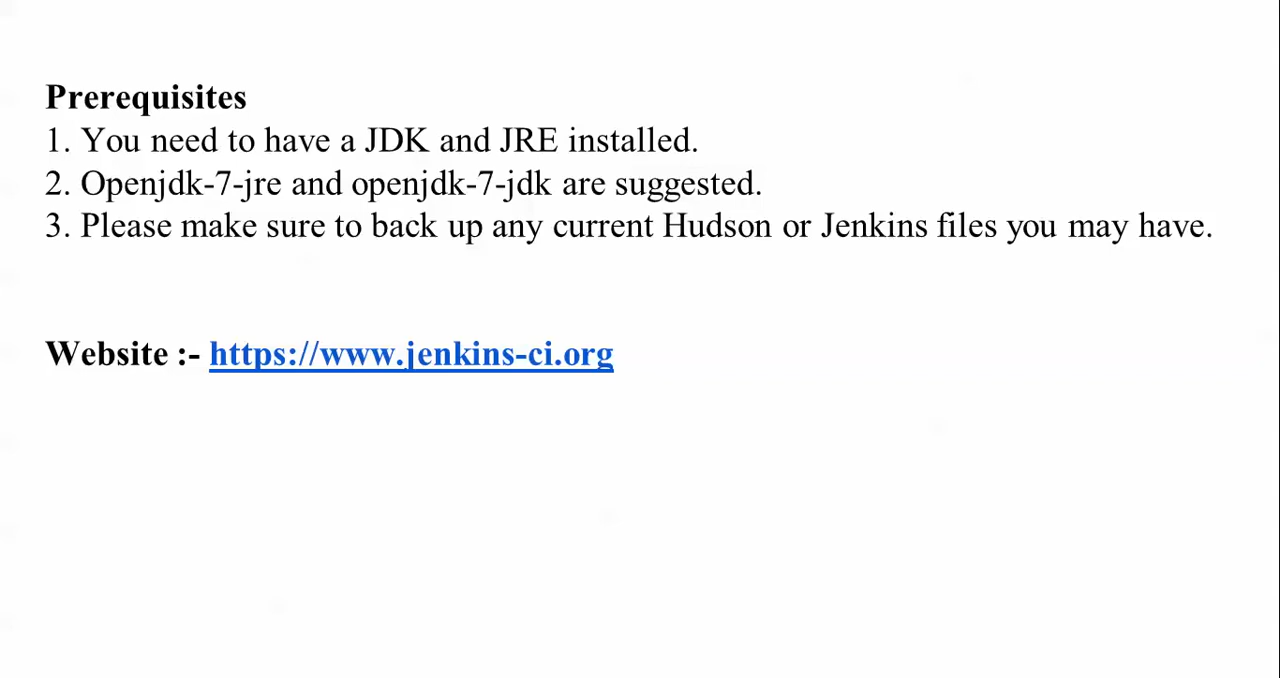 Prerequisites
1. You need to have a JDK and JRE installed.
2. Openjdk-7-jre and openjdk-7-jdk are suggested.
3. Please make sure to back up any current Hudson or Jenkins files you may have.
Website :- https://www.jenkins-ci.org